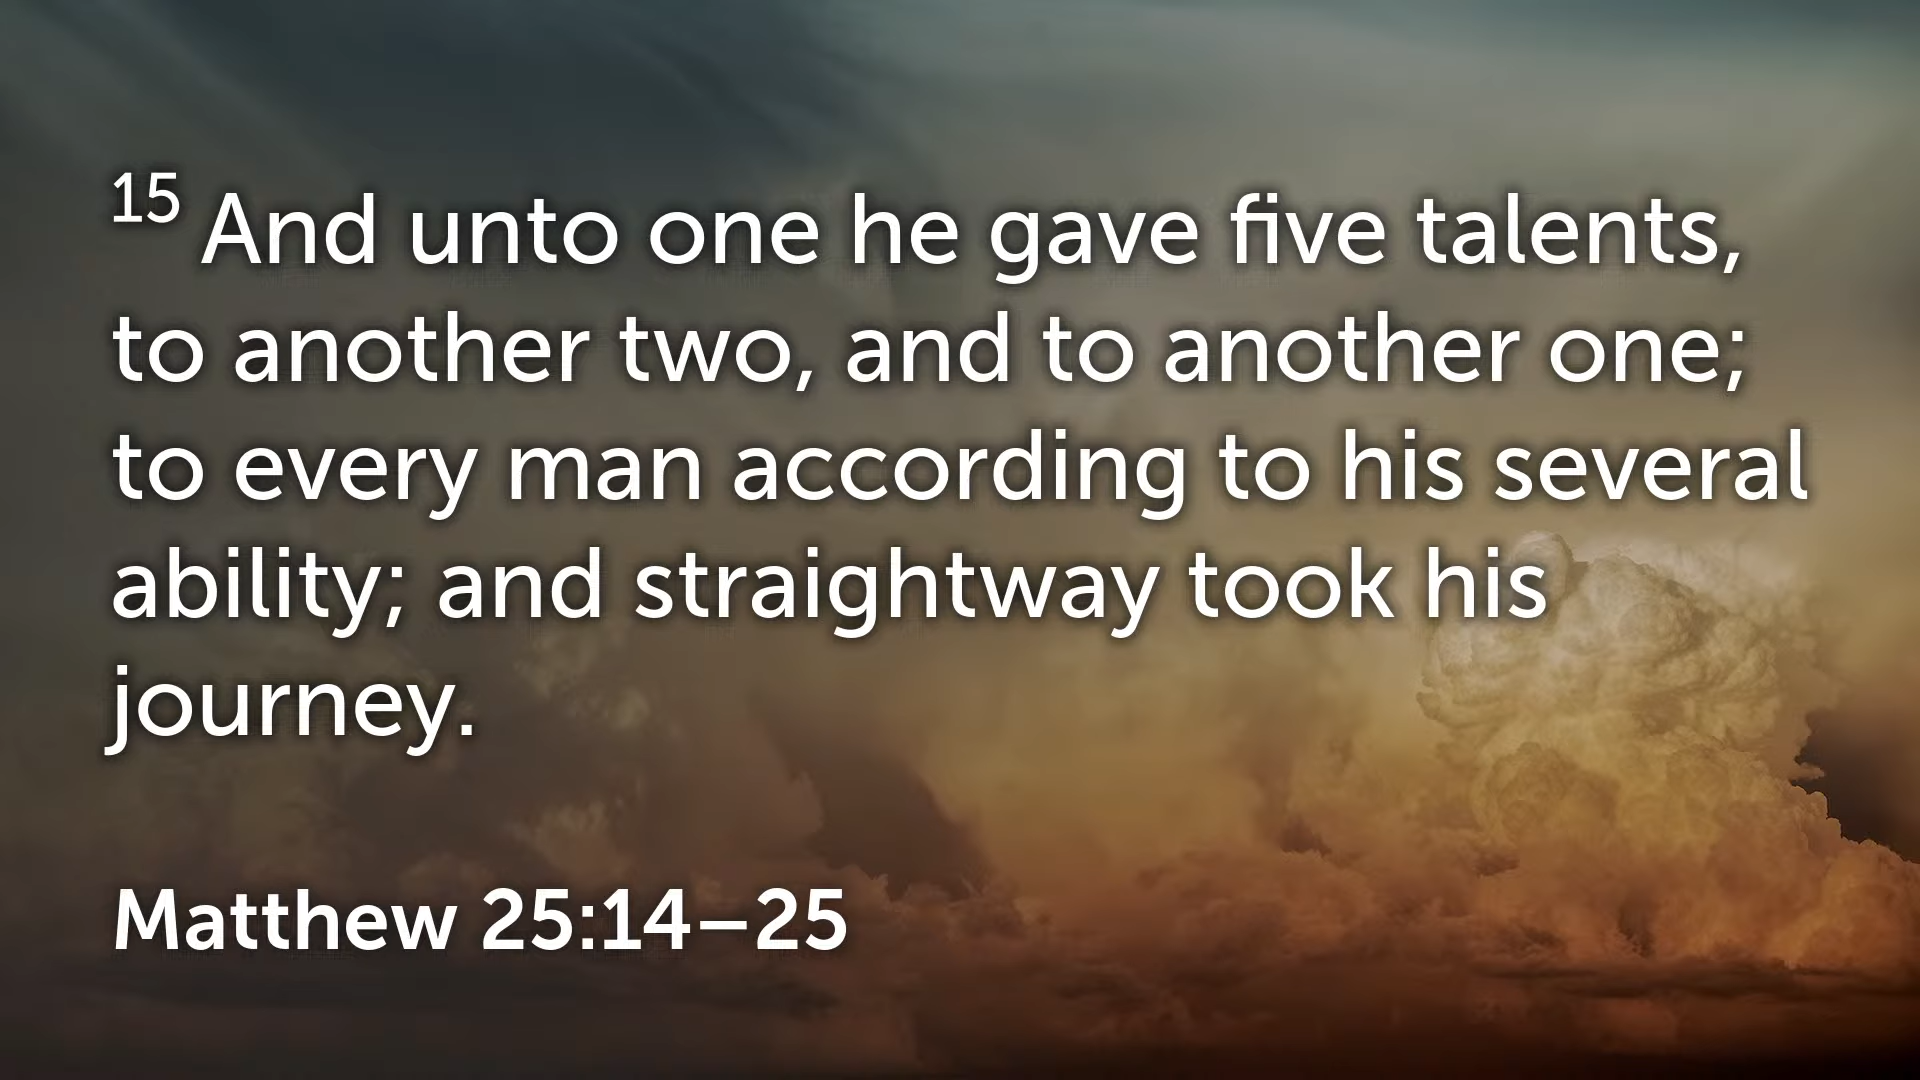 15 And unto one he gave five talents,
to another two, and to another one;
to every man according to his several
ability; and straightway took his
journey.
Matthew 25:14–25